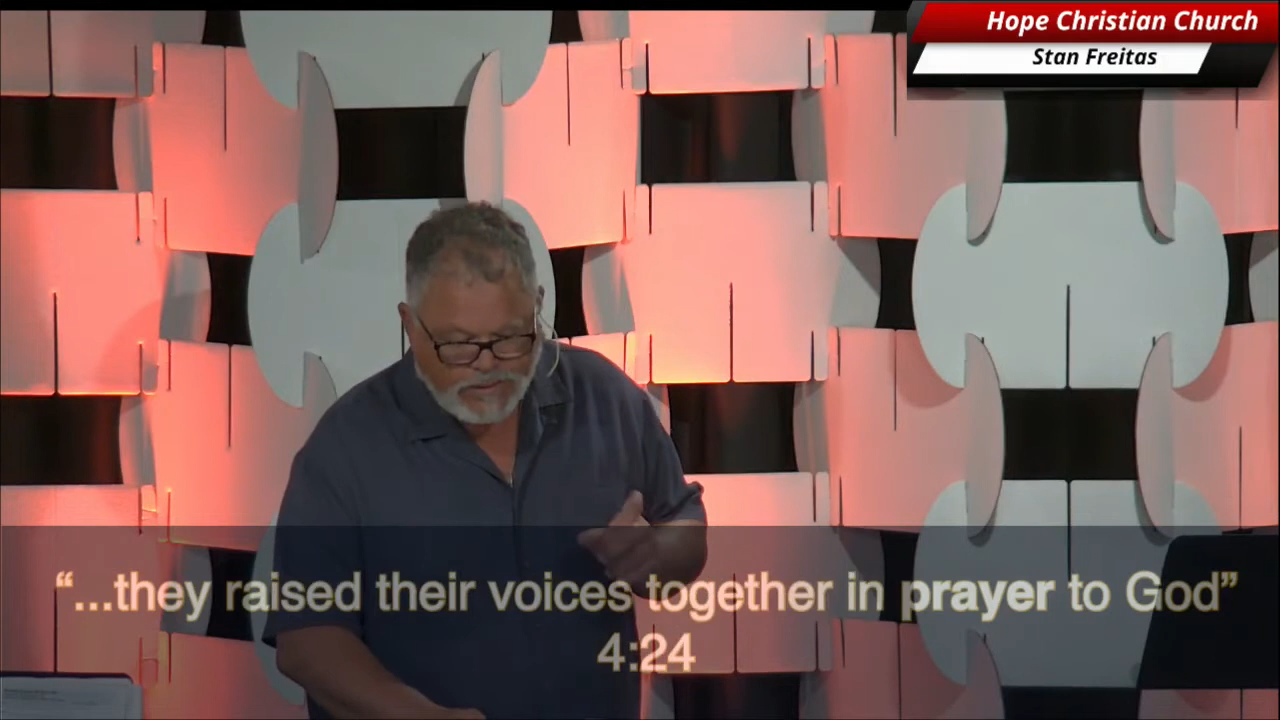 Hope Christian Church
Stan Freitas
“...they raised their voices together in prayer to God”
4:24